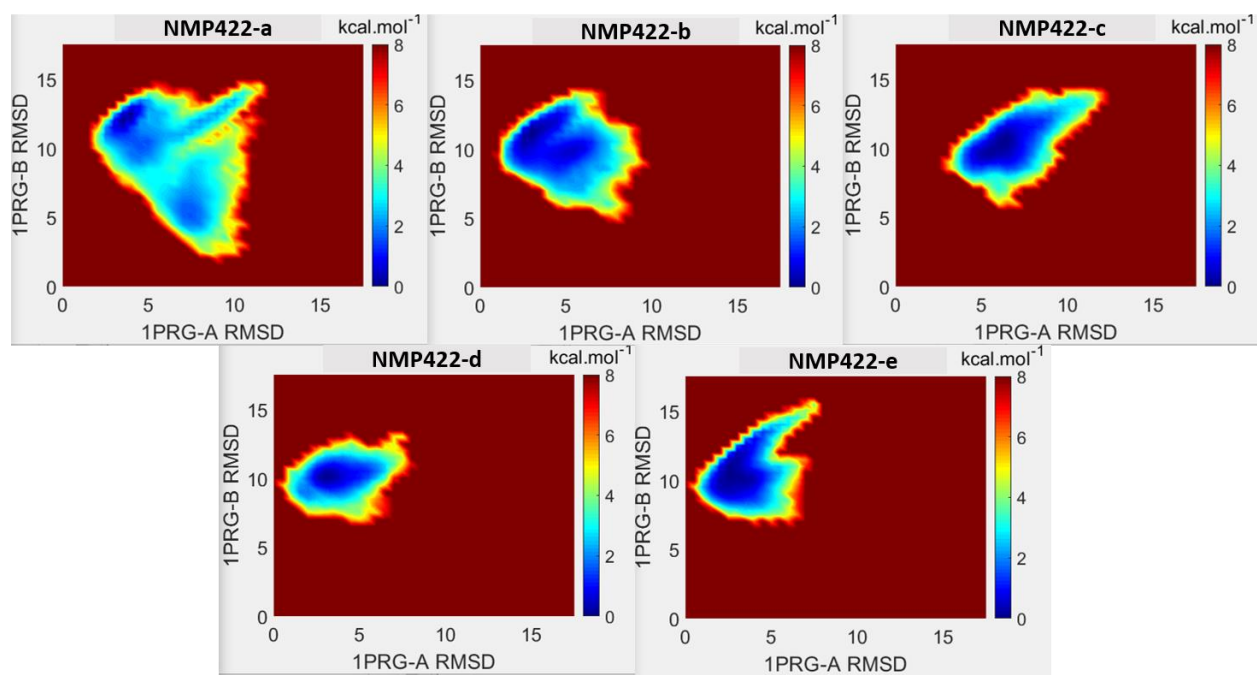 NMP422-a
kcal.mol-1
8
6
4
2
0
15
10
5
0
0 5 10 15
1PRG-B RMSD
1PRG-A RMSD
NMP422-b
kcal.mol-1
8
6
4
2
0
15
10
5
0
0 5 10 15
1PRG-B RMSD
1PRG-A RMSD
NMP422-c
kcal.mol-1
8
6
4
2
0
15
10
5
0
0 5 10 15
1PRG-B RMSD
1PRG-A RMSD
NMP422-d
kcal.mol-1
8
6
4
2
0
15
10
5
0
0 5 10 15
1PRG-B RMSD
1PRG-A RMSD
NMP422-e
kcal.mol-1
8
6
4
2
0
15
10
5
0
0 5 10 15
1PRG-B RMSD
1PRG-A RMSD